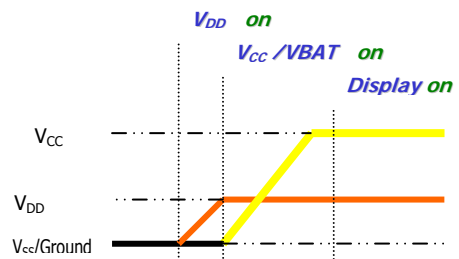 VDD on
VCC /VBAT on
Display on
VCC
VDD
VSS/Ground